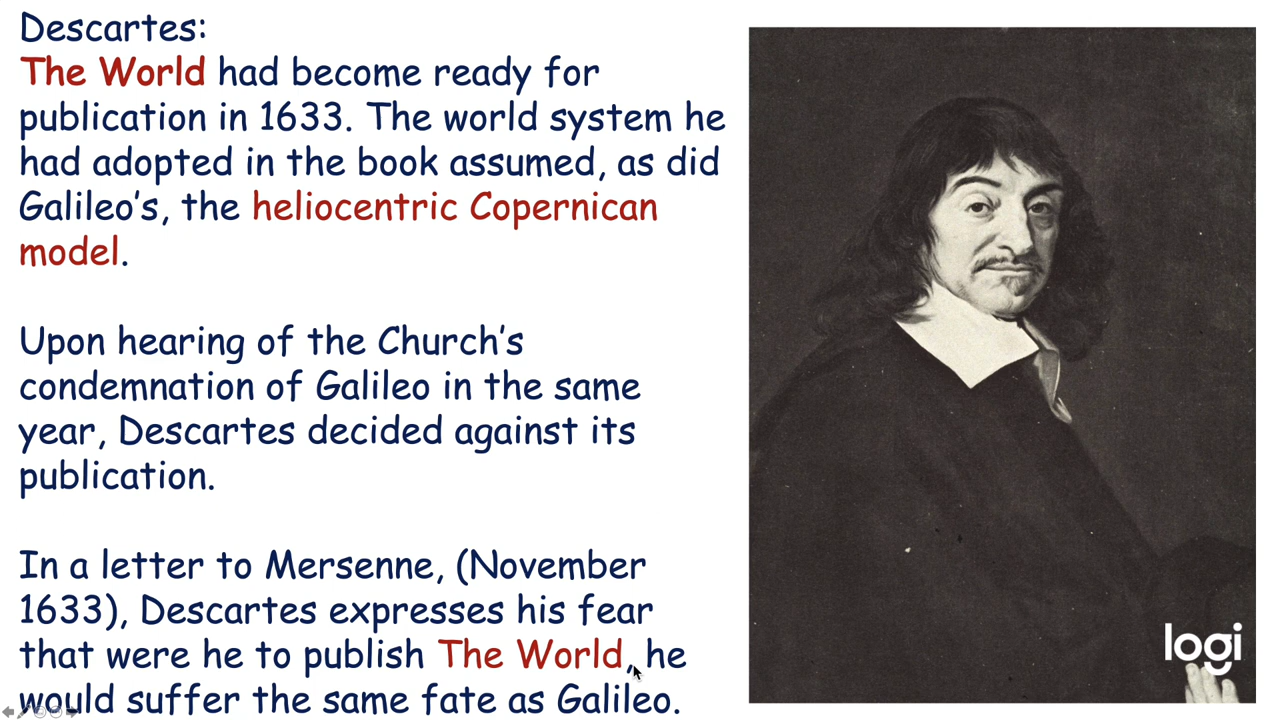 Descartes:
The World had become ready for
publication in 1633. The world system he
had adopted in the book assumed, as did
Galileo's, the heliocentric Copernican
model.
Upon hearing of the Church's
condemnation of Galileo in the same
year, Descartes decided against its
publication.
In a letter to Mersenne, (November
1633), Descartes expresses his fear
that were he to publish The World, he
would suffer the same fate as Galileo.
logi